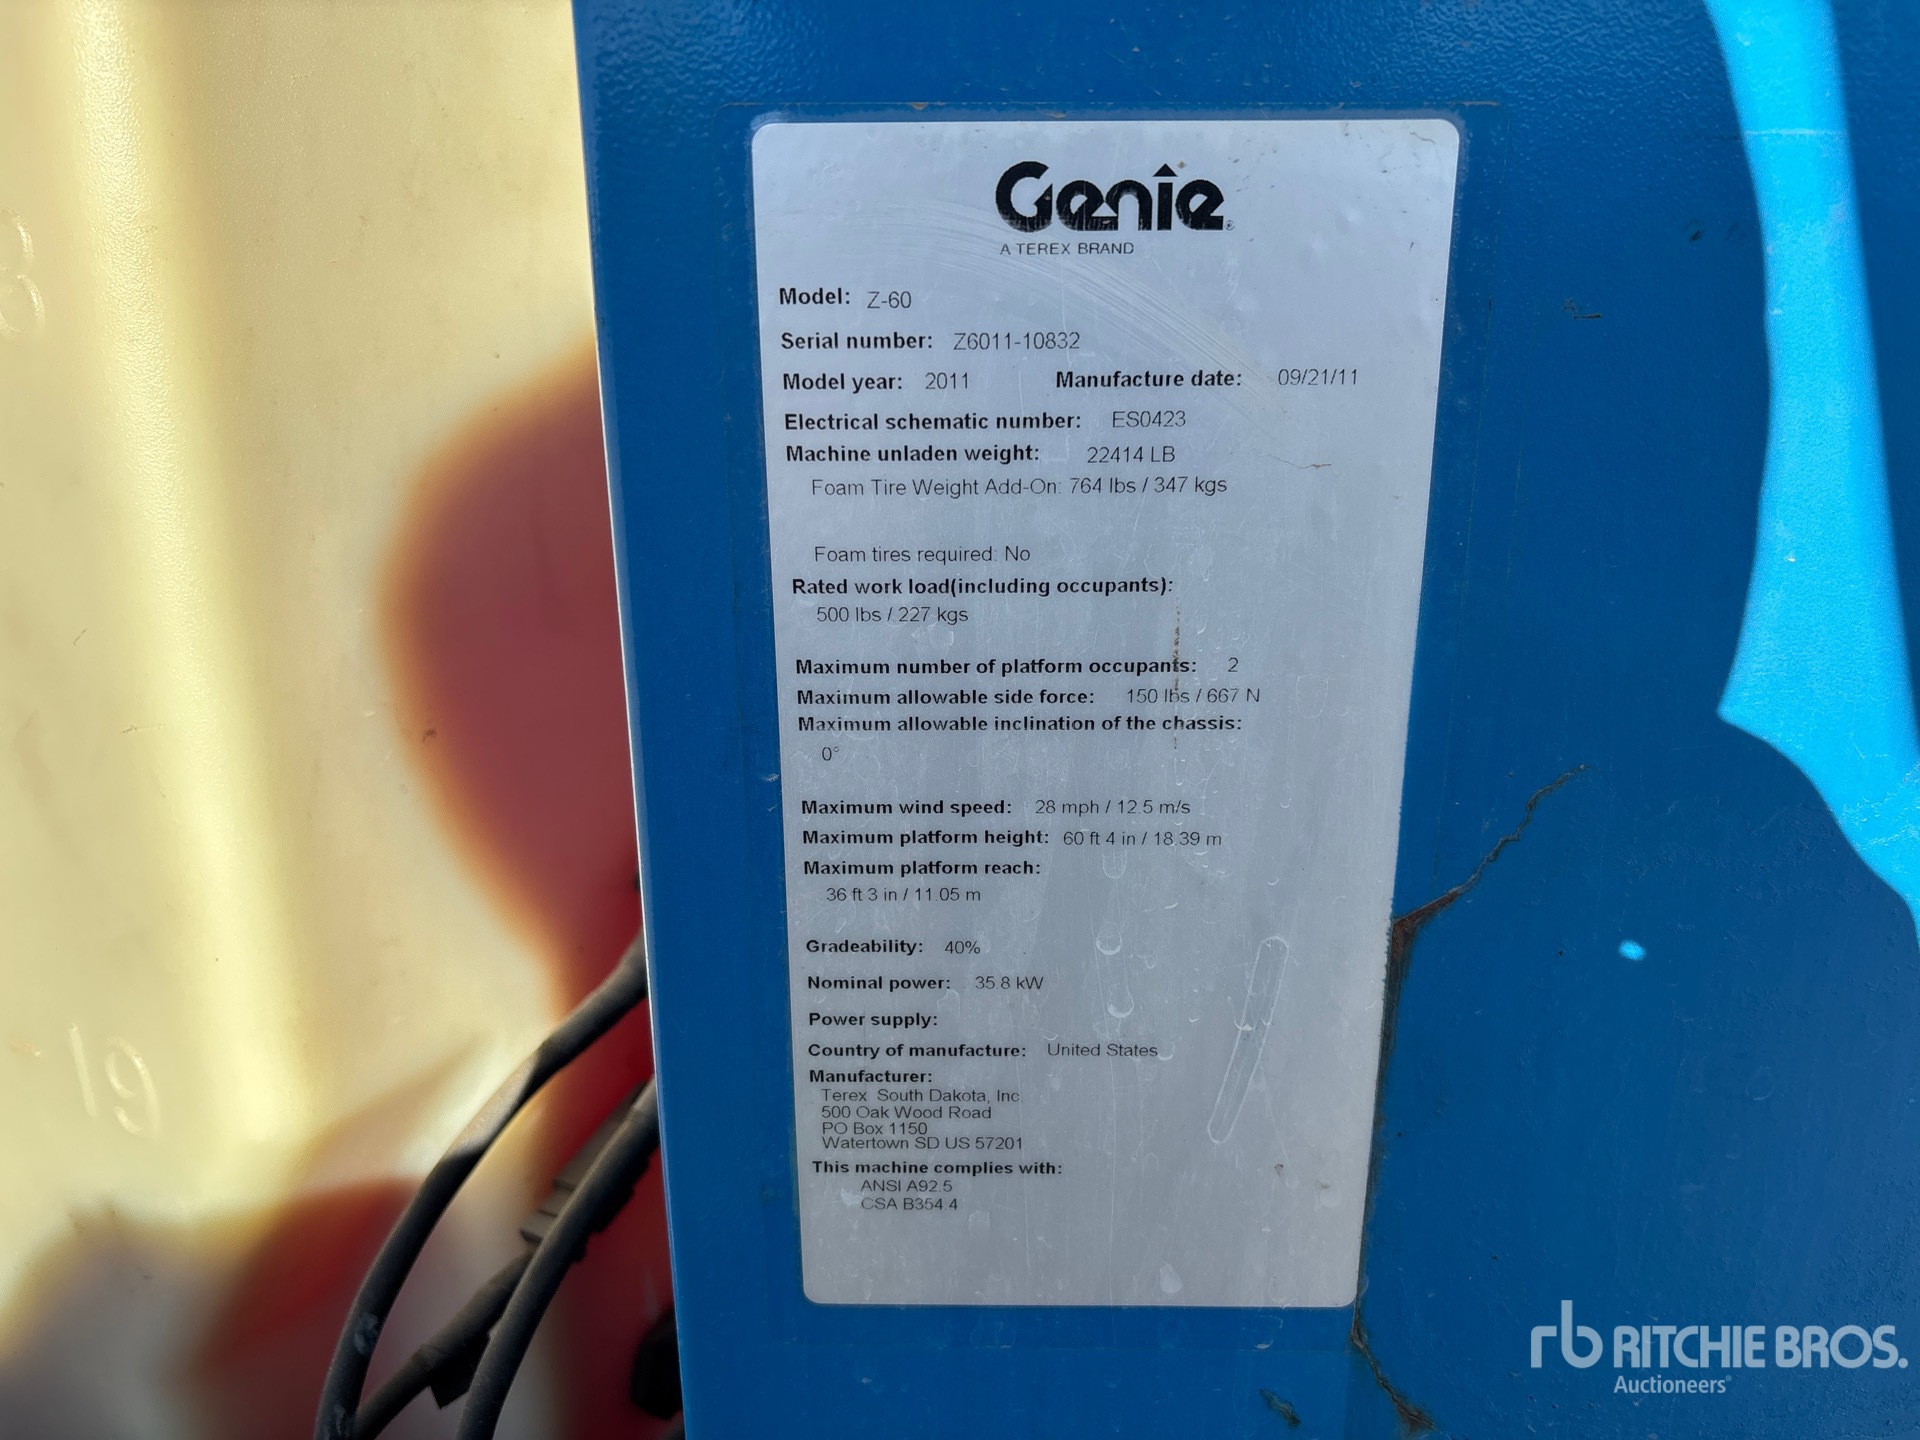 Genie
A TEREX BRAND
Model: Z-60
Serial number: Z6011-10832
Model year: 2011 Manufacture date: 09/21/11
Electrical schematic number: ES0423
Machine unladen weight: 22414 LB
Foam Tire Weight Add-On: 764 lbs / 347 kgs
Foam tires required: No
Rated work load(including occupants):
500 lbs / 227 kgs
Maximum number of platform occupants: 2
Maximum allowable side force: 150 lbs / 667 N
Maximum allowable inclination of the chassis:
0°
Maximum wind speed: 28 mph / 12.5 m/s
Maximum platform height: 60 ft 4 in / 18.39 m
Maximum platform reach:
36 ft 3 in / 11.05 m
Gradeability: 40%
Nominal power: 35.8 kW
Power supply:
Country of manufacture: United States
Manufacturer:
Terex South Dakota, Inc.
500 Oak Wood Road
PO Box 1150
Watertown SD US 57201
This machine complies with:
ANSI A92.5
CSA B354.4
19
rb RITCHIE BROS.
Auctioneers